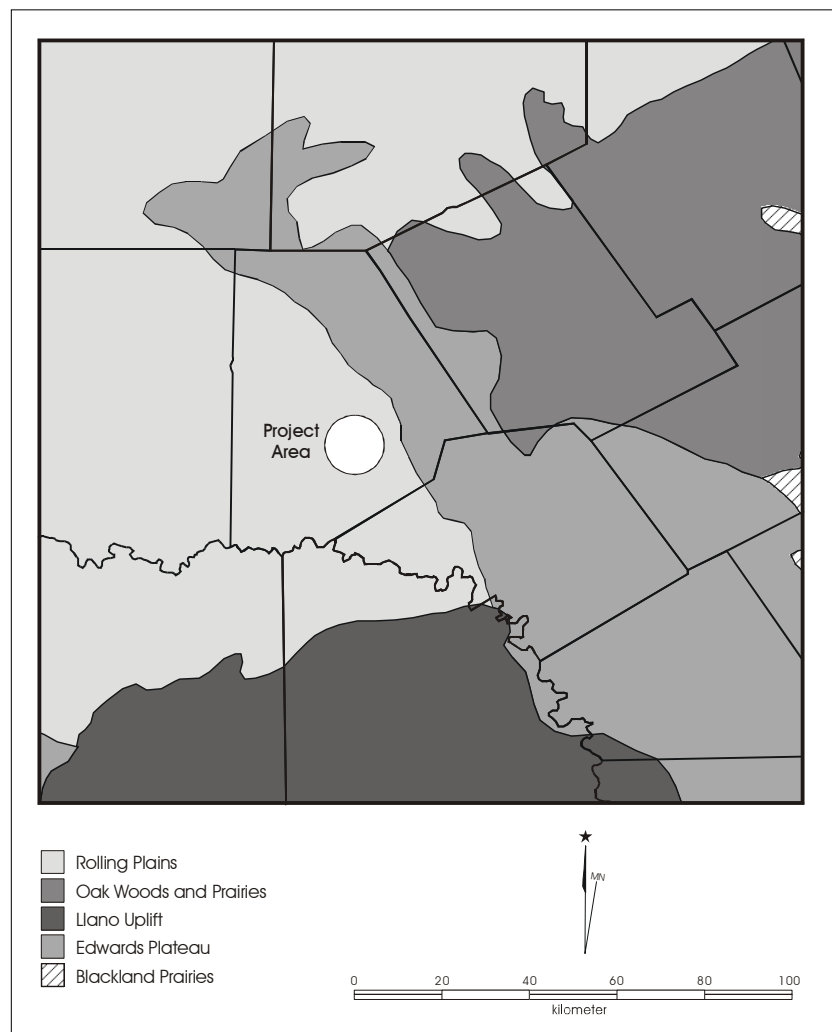 Project
Area
Rolling Plains
Oak Woods and Prairies
Llano Uplift
Edwards Plateau
Blackland Prairies
MN
0 20 40 60 80 100
kilometer